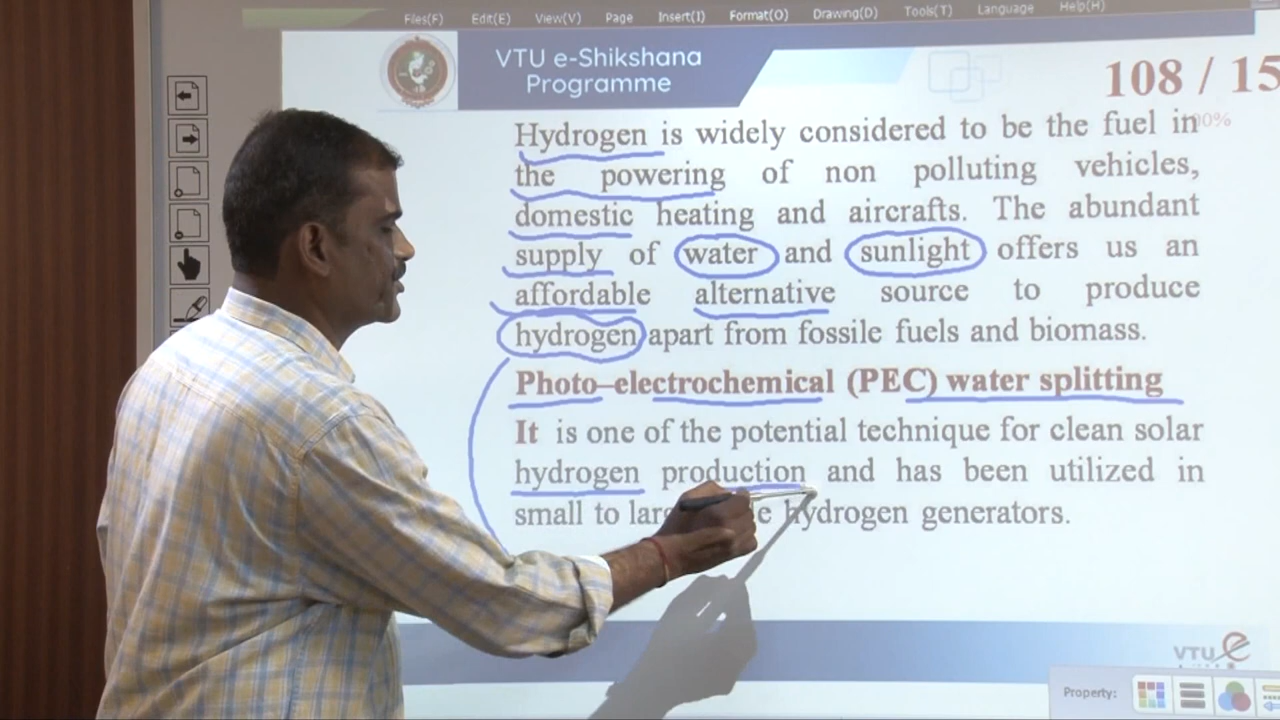 Files(F) Edit(E) View(V) Page Insert(I) Format(O) Drawing(D) Tools(T) Language Help(H)
VTU e-Shikshana
Programme
108 / 15
Hydrogen is widely considered to be the fuel in
the powering of non polluting vehicles,
domestic heating and aircrafts. The abundant
supply of water and sunlight offers us an
affordable alternative source to produce
hydrogen apart from fossile fuels and biomass.
Photo–electrochemical (PEC) water splitting
It is one of the potential technique for clean solar
hydrogen production and has been utilized in
small to hydrogen generators.
VTU e
Property: